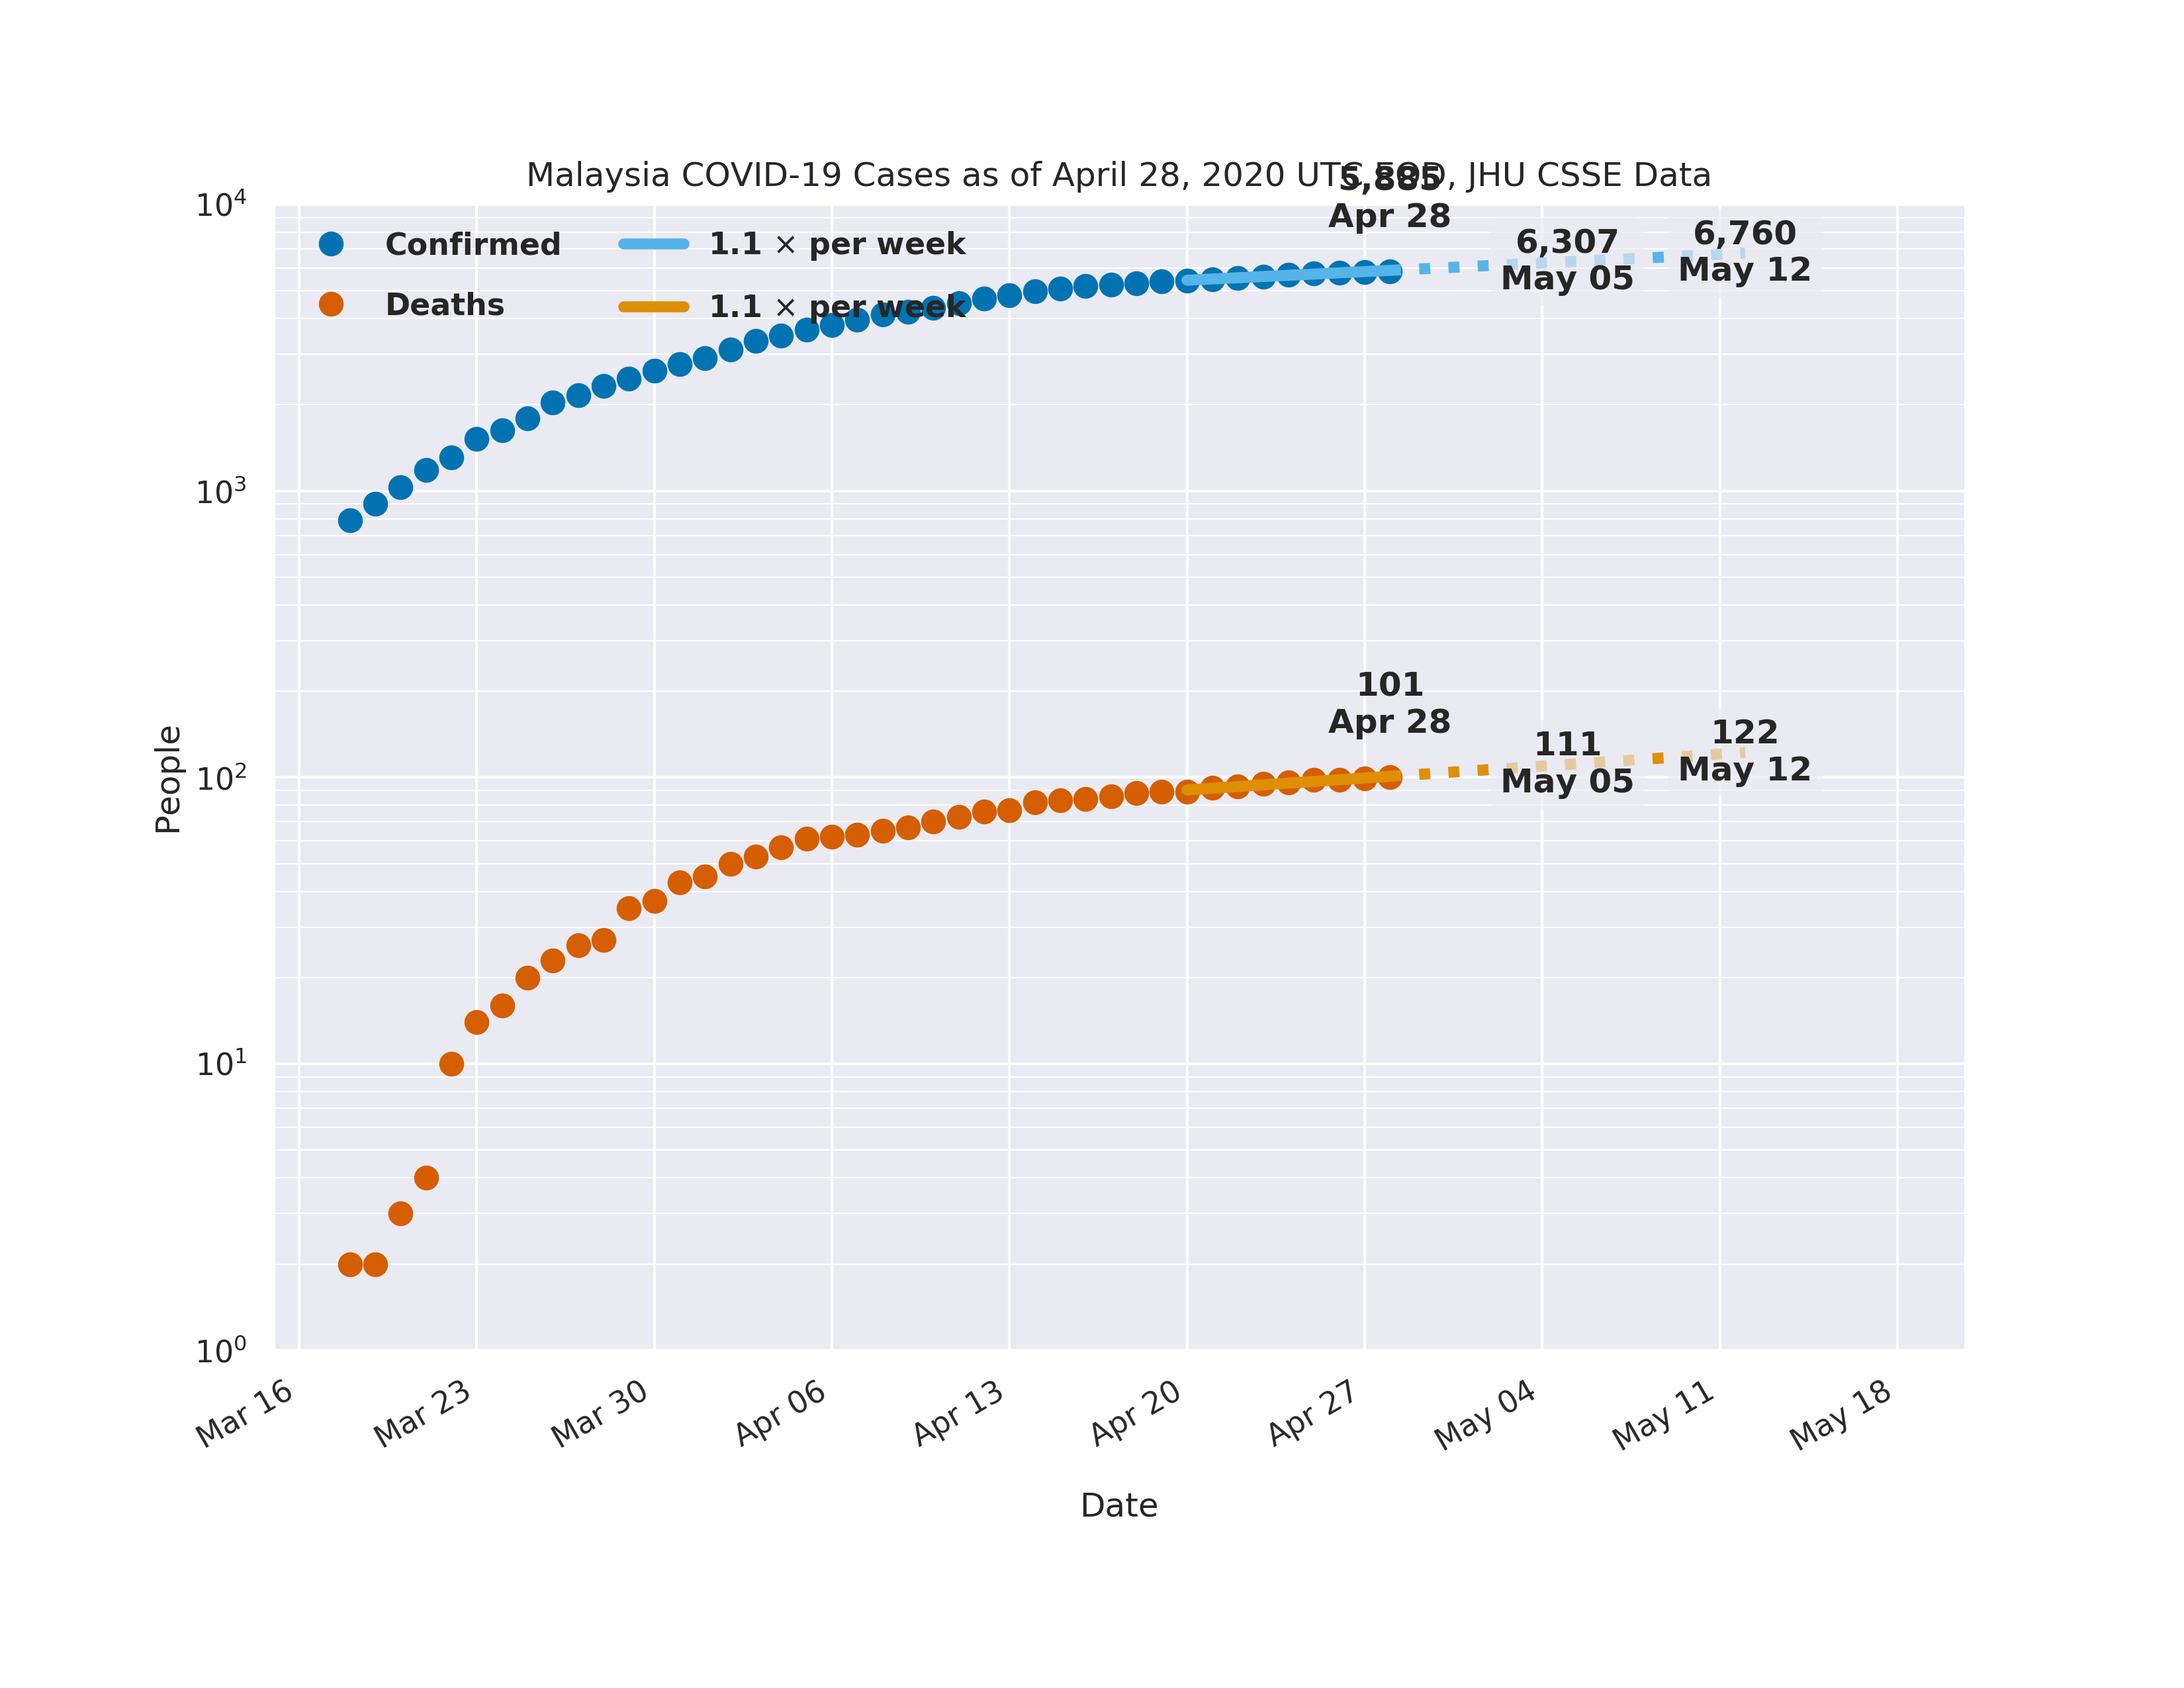 Malaysia COVID-19 Cases as of April 28, 2020 UTC EOD, JHU CSSE Data
5,885
Apr 28
6,307
May 05
6,760
May 12
Confirmed
1.1 × per week
Deaths
1.1 × per week
101
Apr 28
111
May 05
122
May 12
People
10⁴
10³
10²
10¹
10⁰
Mar 16
Mar 23
Mar 30
Apr 06
Apr 13
Apr 20
Apr 27
May 04
May 11
May 18
Date